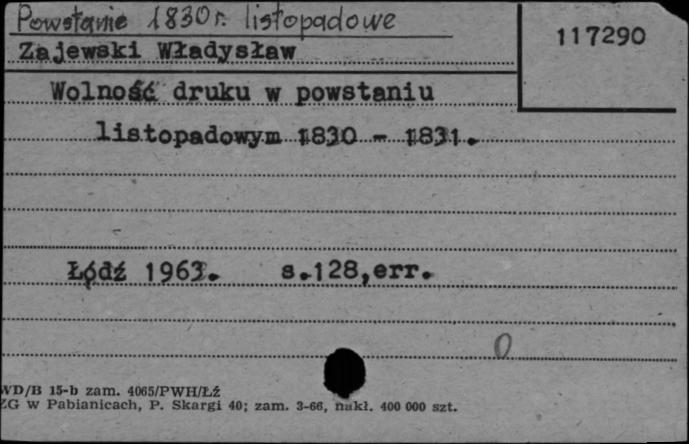 Powstanie 1830 r. listopadowe
117290
Zajewski Władysław
Wolność druku w powstaniu
listopadowym 1830 - 1831.
Łódź 1963. s.128,err.
0
WD/B 15-b zam. 4065/PWH/Łź
ZG w Pabianicach, P. Skargi 40; zam. 3-66, nakł. 400 000 szt.